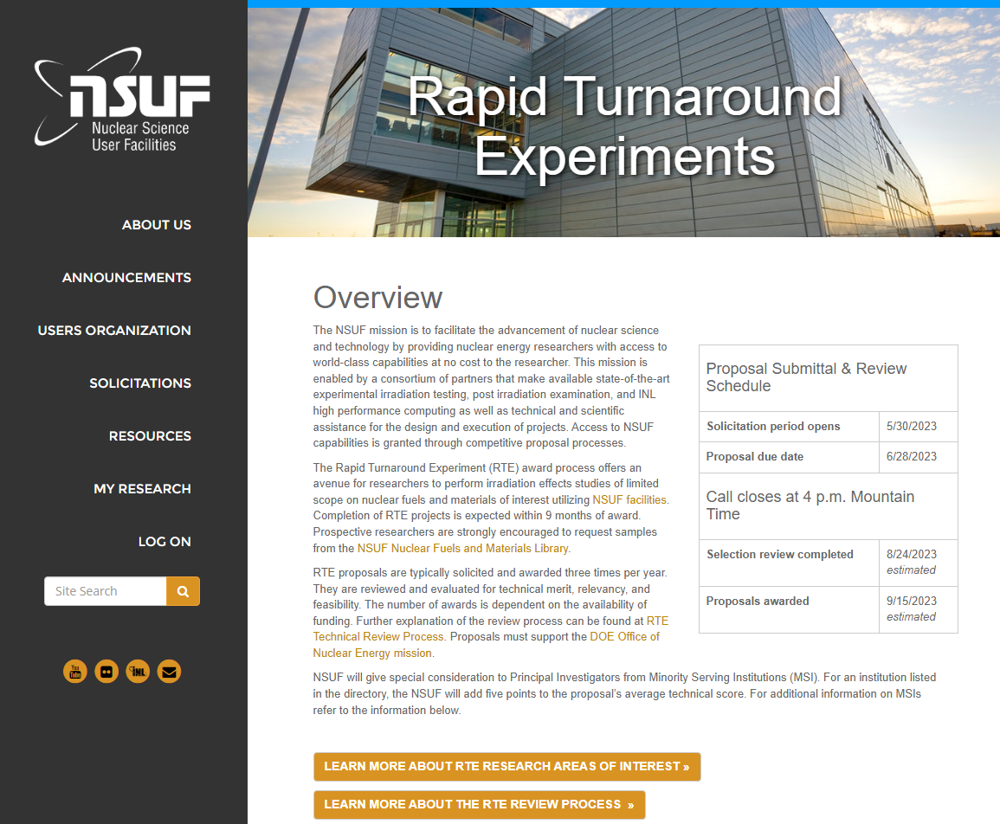 nsuf
Nuclear Science
User Facilities
ABOUT US
ANNOUNCEMENTS
USERS ORGANIZATION
SOLICITATIONS
RESOURCES
MY RESEARCH
LOG ON
Site Search
You
Tube
INL
Rapid Turnaround
Experiments
Overview
The NSUF mission is to facilitate the advancement of nuclear science
and technology by providing nuclear energy researchers with access to
world-class capabilities at no cost to the researcher. This mission is
enabled by a consortium of partners that make available state-of-the-art
experimental irradiation testing, post irradiation examination, and INL
high performance computing as well as technical and scientific
assistance for the design and execution of projects. Access to NSUF
capabilities is granted through competitive proposal processes.
The Rapid Turnaround Experiment (RTE) award process offers an
avenue for researchers to perform irradiation effects studies of limited
scope on nuclear fuels and materials of interest utilizing NSUF facilities.
Completion of RTE projects is expected within 9 months of award.
Prospective researchers are strongly encouraged to request samples
from the NSUF Nuclear Fuels and Materials Library.
RTE proposals are typically solicited and awarded three times per year.
They are reviewed and evaluated for technical merit, relevancy, and
feasibility. The number of awards is dependent on the availability of
funding. Further explanation of the review process can be found at RTE
Technical Review Process. Proposals must support the DOE Office of
Nuclear Energy mission.
Proposal Submittal & Review
Schedule
Solicitation period opens 5/30/2023
Proposal due date 6/28/2023
Call closes at 4 p.m. Mountain
Time
Selection review completed 8/24/2023
estimated
Proposals awarded 9/15/2023
estimated
NSUF will give special consideration to Principal Investigators from Minority Serving Institutions (MSI). For an institution listed
in the directory, the NSUF will add five points to the proposal's average technical score. For additional information on MSIs
refer to the information below.
LEARN MORE ABOUT RTE RESEARCH AREAS OF INTEREST »
LEARN MORE ABOUT THE RTE REVIEW PROCESS »